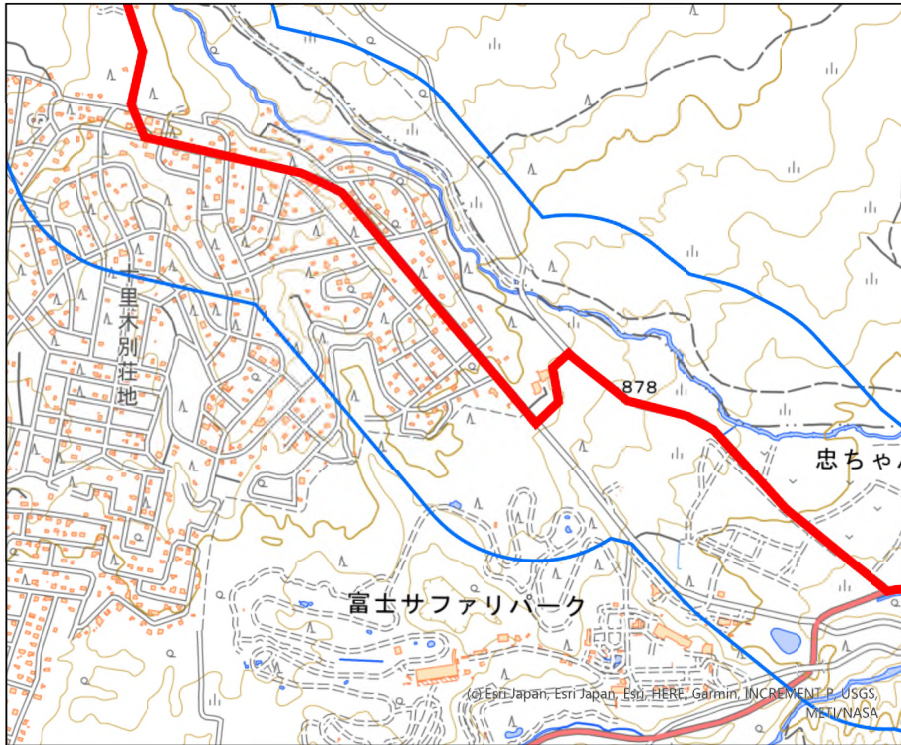 十里木別荘地
878
忠ちゃん
富士サファリパーク
(c) Esri Japan, Esri Japan, Esri, HERE, Garmin, INCREMENT P, USGS,
METI/NASA